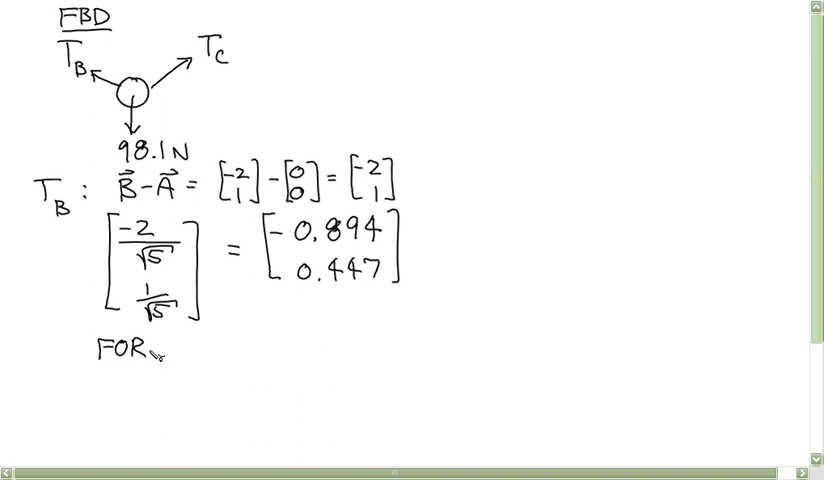 FBD
T_B T_C
98.1N
T_B : B⃗ - A⃗ = [-2 1] - [0 0] = [-2 1]
[-2/√5 1/√5] = [-0.894 0.447]
FOR